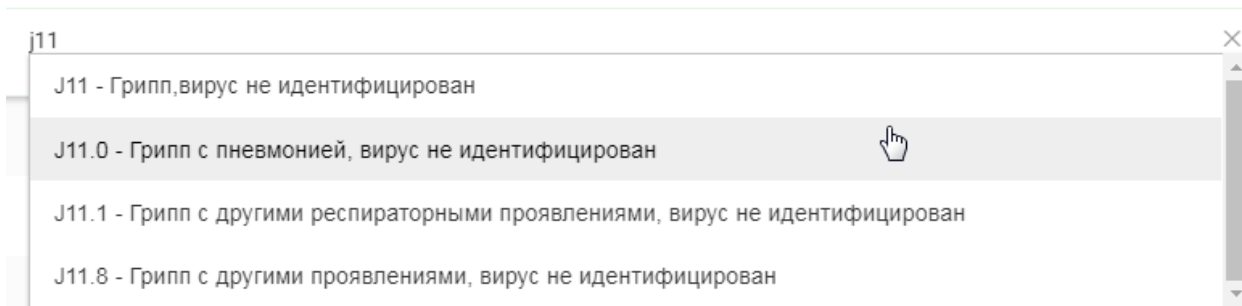 j11
J11 - Грипп,вирус не идентифицирован
J11.0 - Грипп с пневмонией, вирус не идентифицирован
J11.1 - Грипп с другими респираторными проявлениями, вирус не идентифицирован
J11.8 - Грипп с другими проявлениями, вирус не идентифицирован